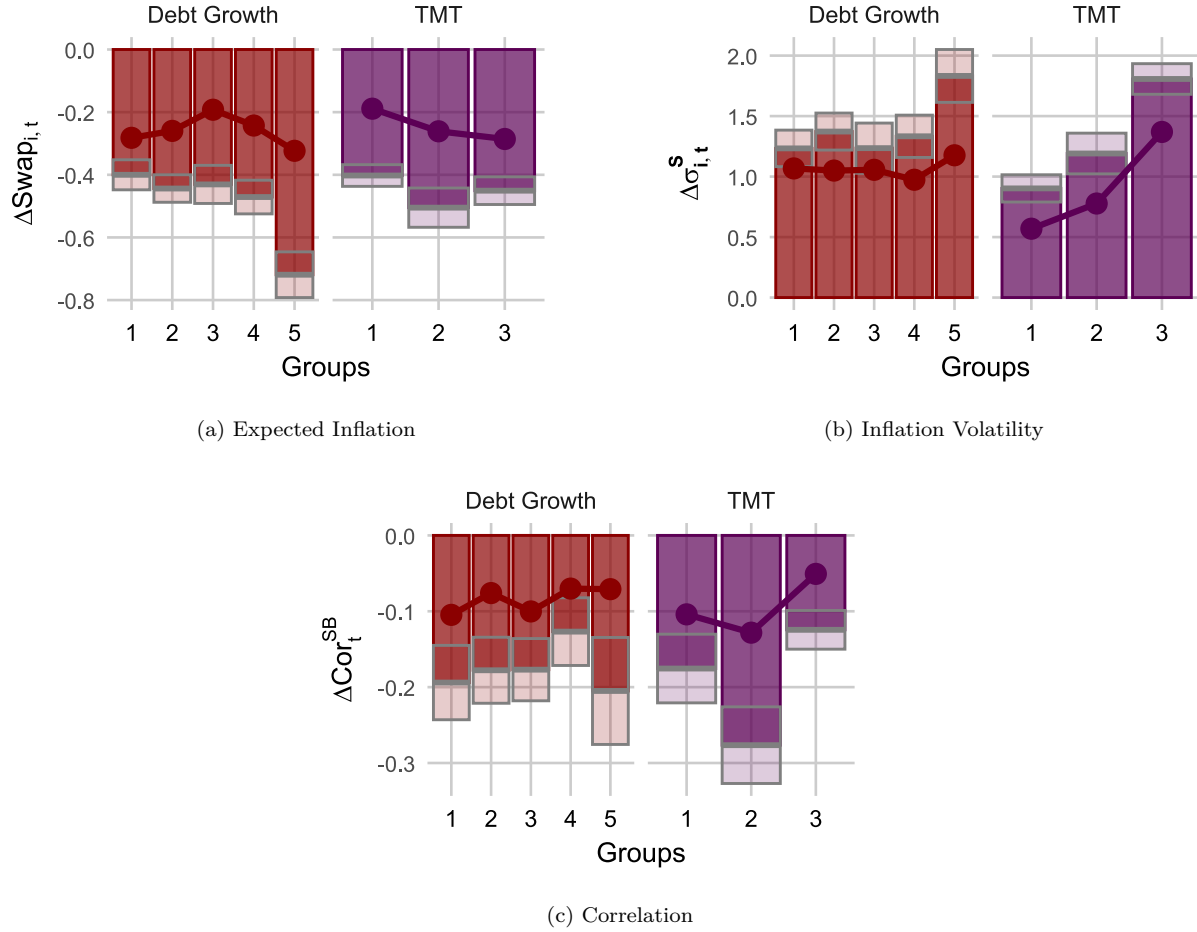 Debt Growth TMT
ΔSwap_{i, t}
0.0
-0.2
-0.4
-0.6
-0.8
1 2 3 4 5 1 2 3
Groups
(a) Expected Inflation
Debt Growth TMT
Δσ^s_{i, t}
2.0
1.5
1.0
0.5
0.0
1 2 3 4 5 1 2 3
Groups
(b) Inflation Volatility
Debt Growth TMT
ΔCor_t^{SB}
0.0
-0.1
-0.2
-0.3
1 2 3 4 5 1 2 3
Groups
(c) Correlation